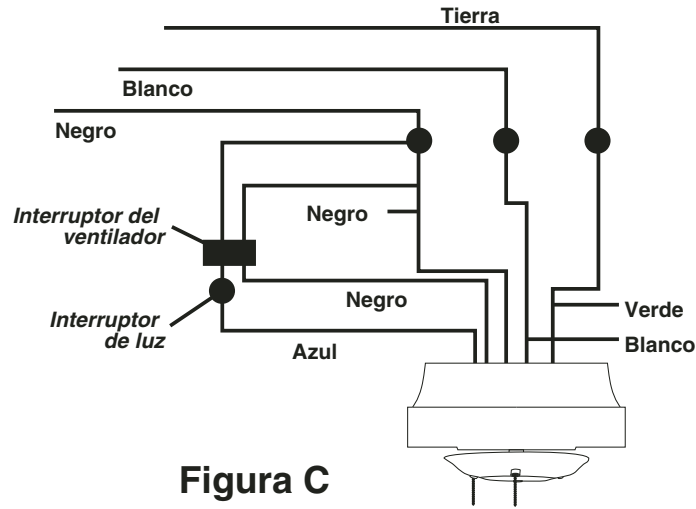 Tierra
Blanco
Negro
Interruptor del
ventilador
Negro
Negro
Interruptor
de luz
Azul
Verde
Blanco
Figura C